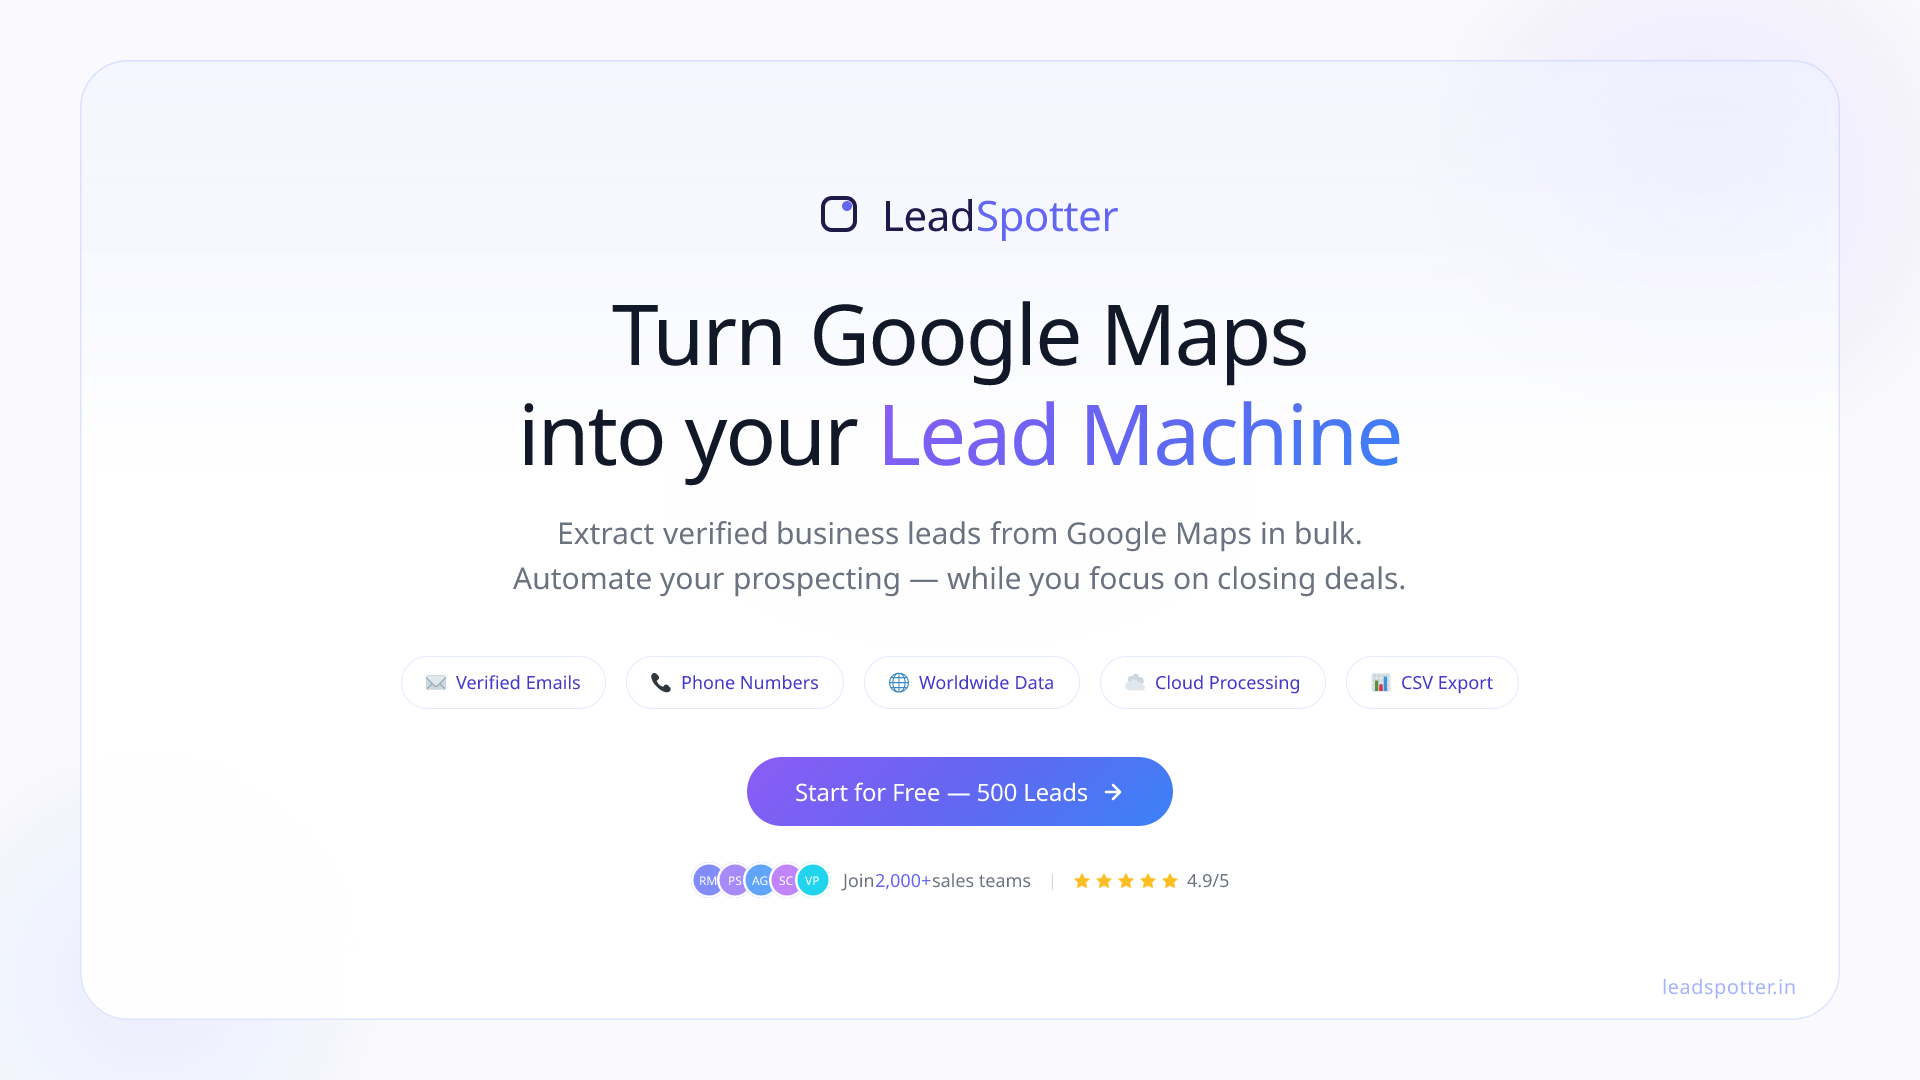 LeadSpotter
Turn Google Maps
into your Lead Machine
Extract verified business leads from Google Maps in bulk.
Automate your prospecting — while you focus on closing deals.
Verified Emails
Phone Numbers
Worldwide Data
Cloud Processing
CSV Export
Start for Free — 500 Leads →
RM PS AG SC VP Join2,000+sales teams | 4.9/5
leadspotter.in